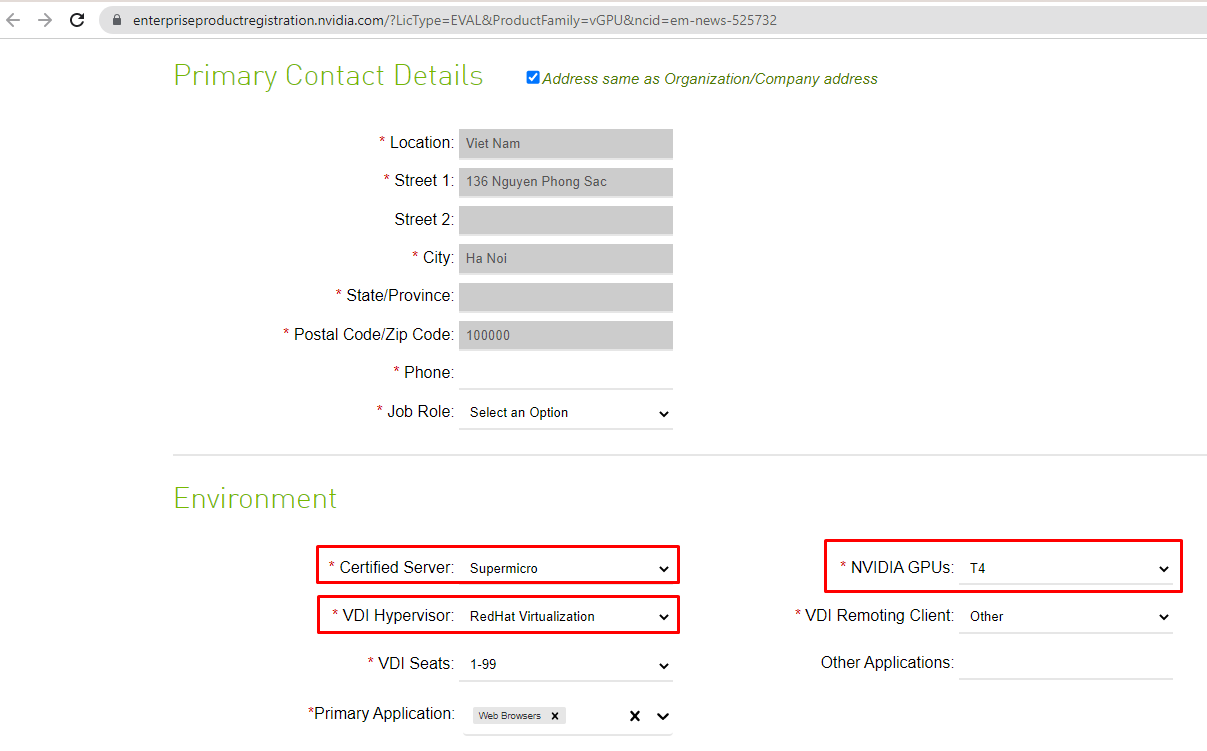 enterpriseproductregistration.nvidia.com/?LicType=EVAL&ProductFamily=vGPU&ncid=em-news-525732
Primary Contact Details
Address same as Organization/Company address
* Location: Viet Nam
* Street 1: 136 Nguyen Phong Sac
Street 2:
* City: Ha Noi
* State/Province:
* Postal Code/Zip Code: 100000
* Phone:
* Job Role: Select an Option
Environment
* Certified Server: Supermicro
* NVIDIA GPUs: T4
* VDI Hypervisor: RedHat Virtualization
* VDI Remoting Client: Other
* VDI Seats: 1-99
Other Applications:
*Primary Application: Web Browsers